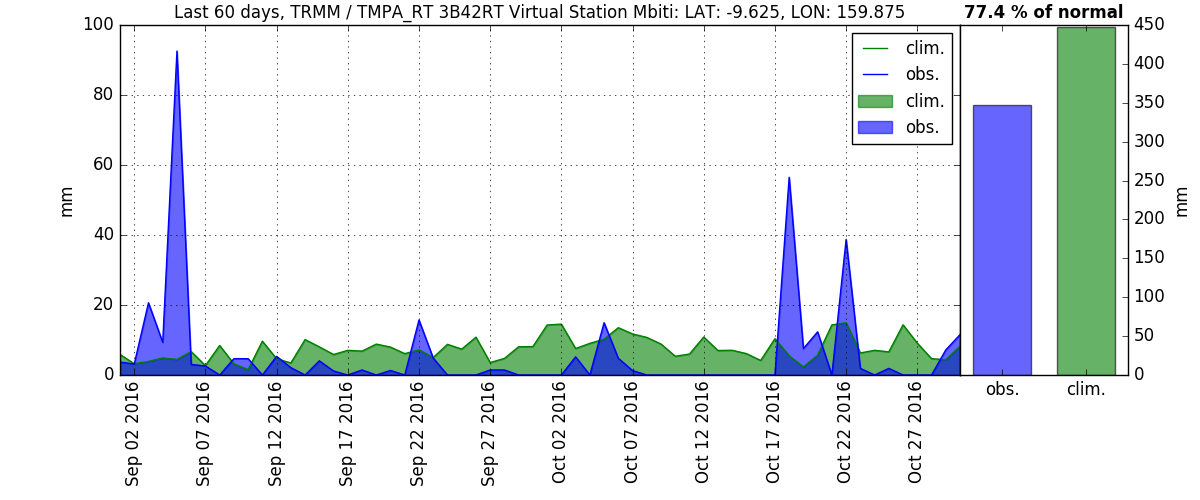 Last 60 days, TRMM / TMPA_RT 3B42RT Virtual Station Mbiti: LAT: -9.625, LON: 159.875
77.4 % of normal
100
80
60
40
20
0
mm
clim.
obs.
clim.
obs.
450
400
350
300
250
200
150
100
50
0
mm
obs.
clim.
Sep 02 2016
Sep 07 2016
Sep 12 2016
Sep 17 2016
Sep 22 2016
Sep 27 2016
Oct 02 2016
Oct 07 2016
Oct 12 2016
Oct 17 2016
Oct 22 2016
Oct 27 2016